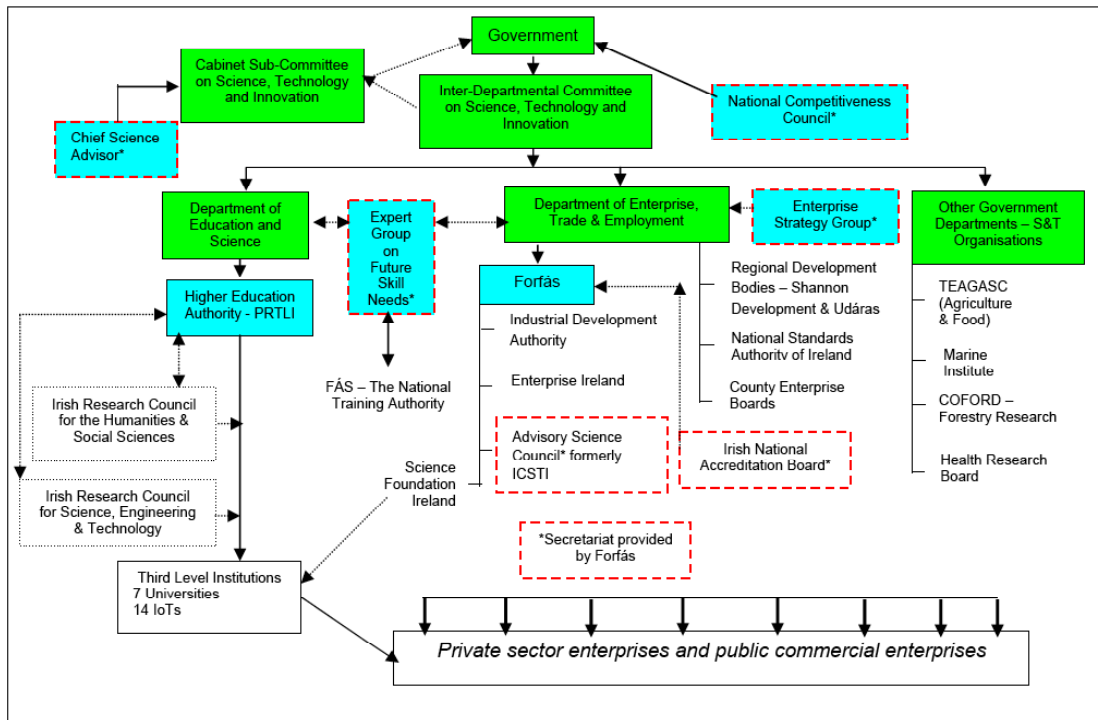 Government
Cabinet Sub-Committee
on Science, Technology
and Innovation
Inter-Departmental Committee
on Science, Technology and
Innovation
National Competitiveness
Council*
Chief Science
Advisor*
Department of
Education and
Science
Expert
Group
on
Future
Skill
Needs*
Department of Enterprise,
Trade & Employment
Enterprise
Strategy Group*
Other Government
Departments – S&T
Organisations
Higher Education
Authority - PRTLI
Forfás
Regional Development
Bodies – Shannon
Development & Udáras
National Standards
Authority of Ireland
County Enterprise
Boards
TEAGASC
(Agriculture
& Food)
Marine
Institute
COFORD –
Forestry Research
Health Research
Board
Industrial Development
Authority
Enterprise Ireland
FÁS – The National
Training Authority
Irish Research Council
for the Humanities &
Social Sciences
Advisory Science
Council* formerly
ICSTI
Irish National
Accreditation Board*
Science
Foundation
Ireland
Irish Research Council
for Science, Engineering
& Technology
*Secretariat provided
by Forfás
Third Level Institutions
7 Universities
14 IoTs
Private sector enterprises and public commercial enterprises